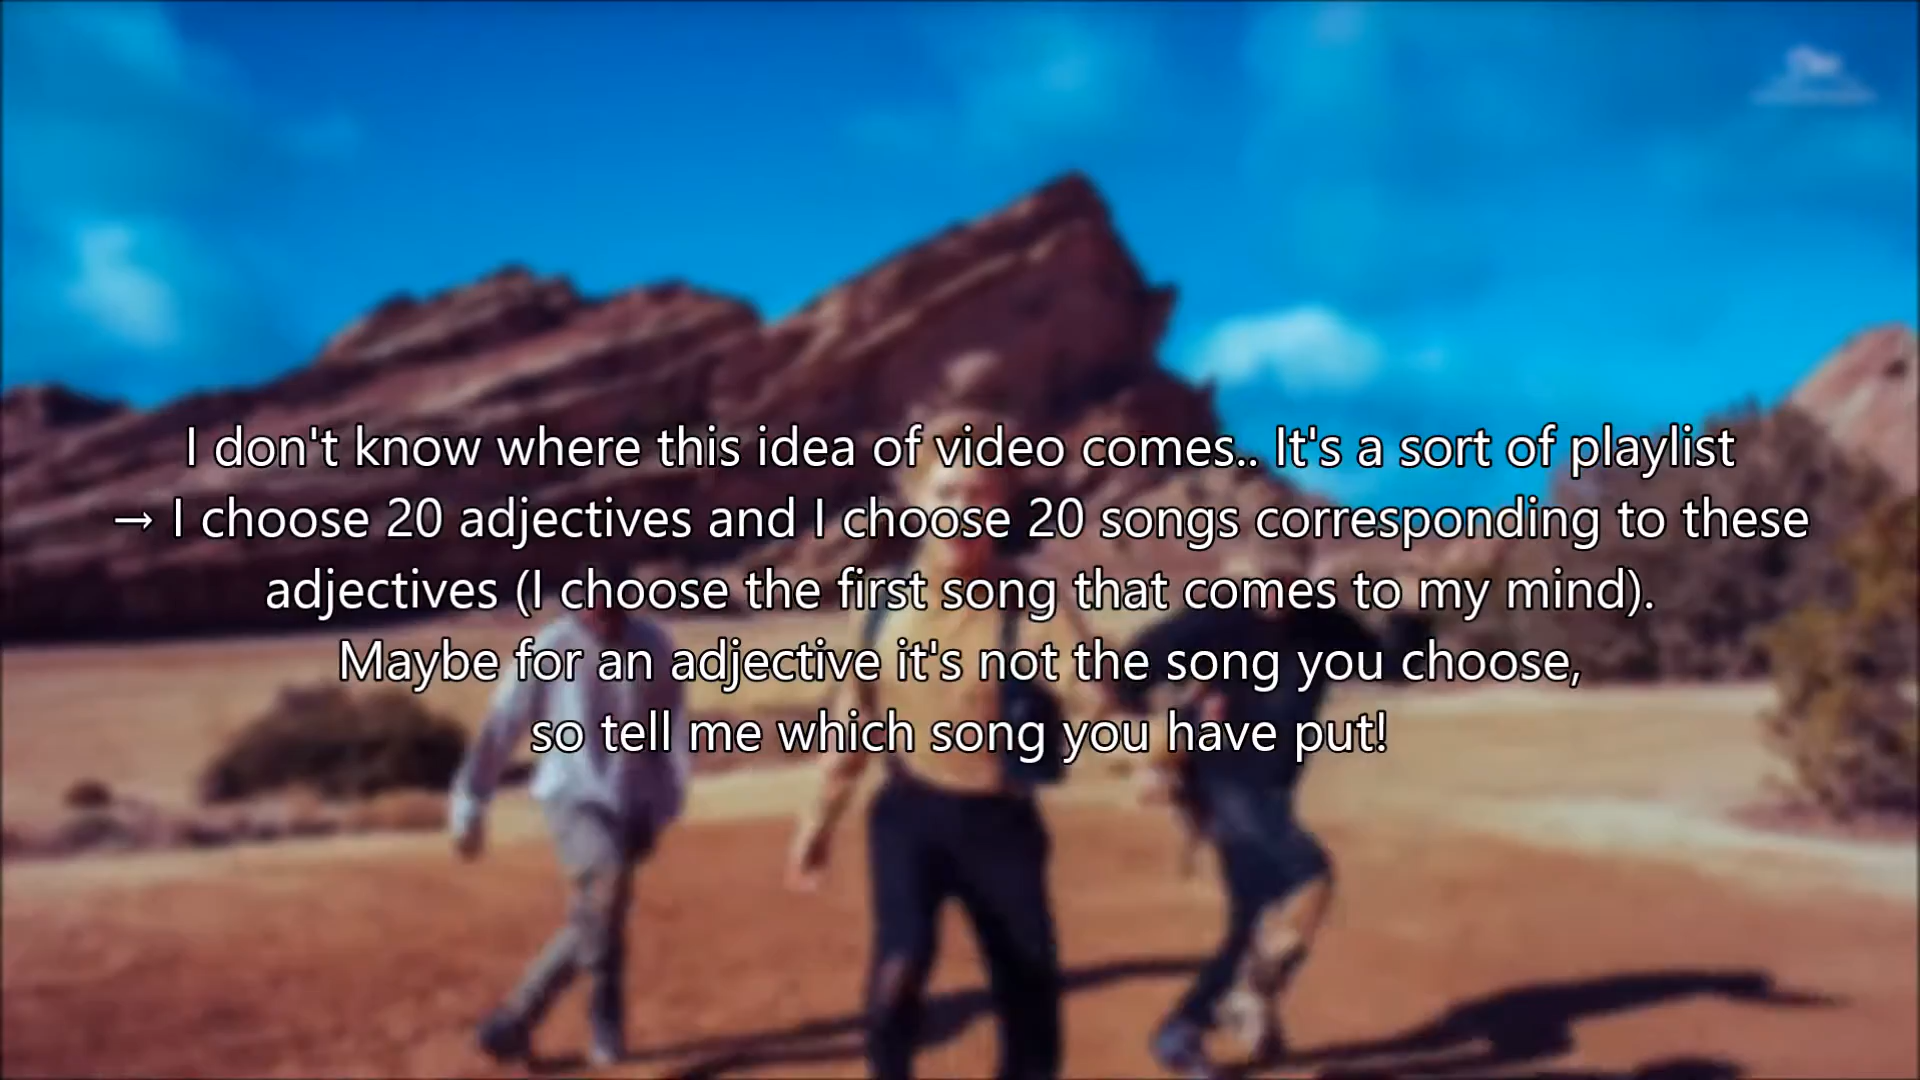 I don't know where this idea of video comes.. It's a sort of playlist
→ I choose 20 adjectives and I choose 20 songs corresponding to these
adjectives (I choose the first song that comes to my mind).
Maybe for an adjective it's not the song you choose,
so tell me which song you have put!